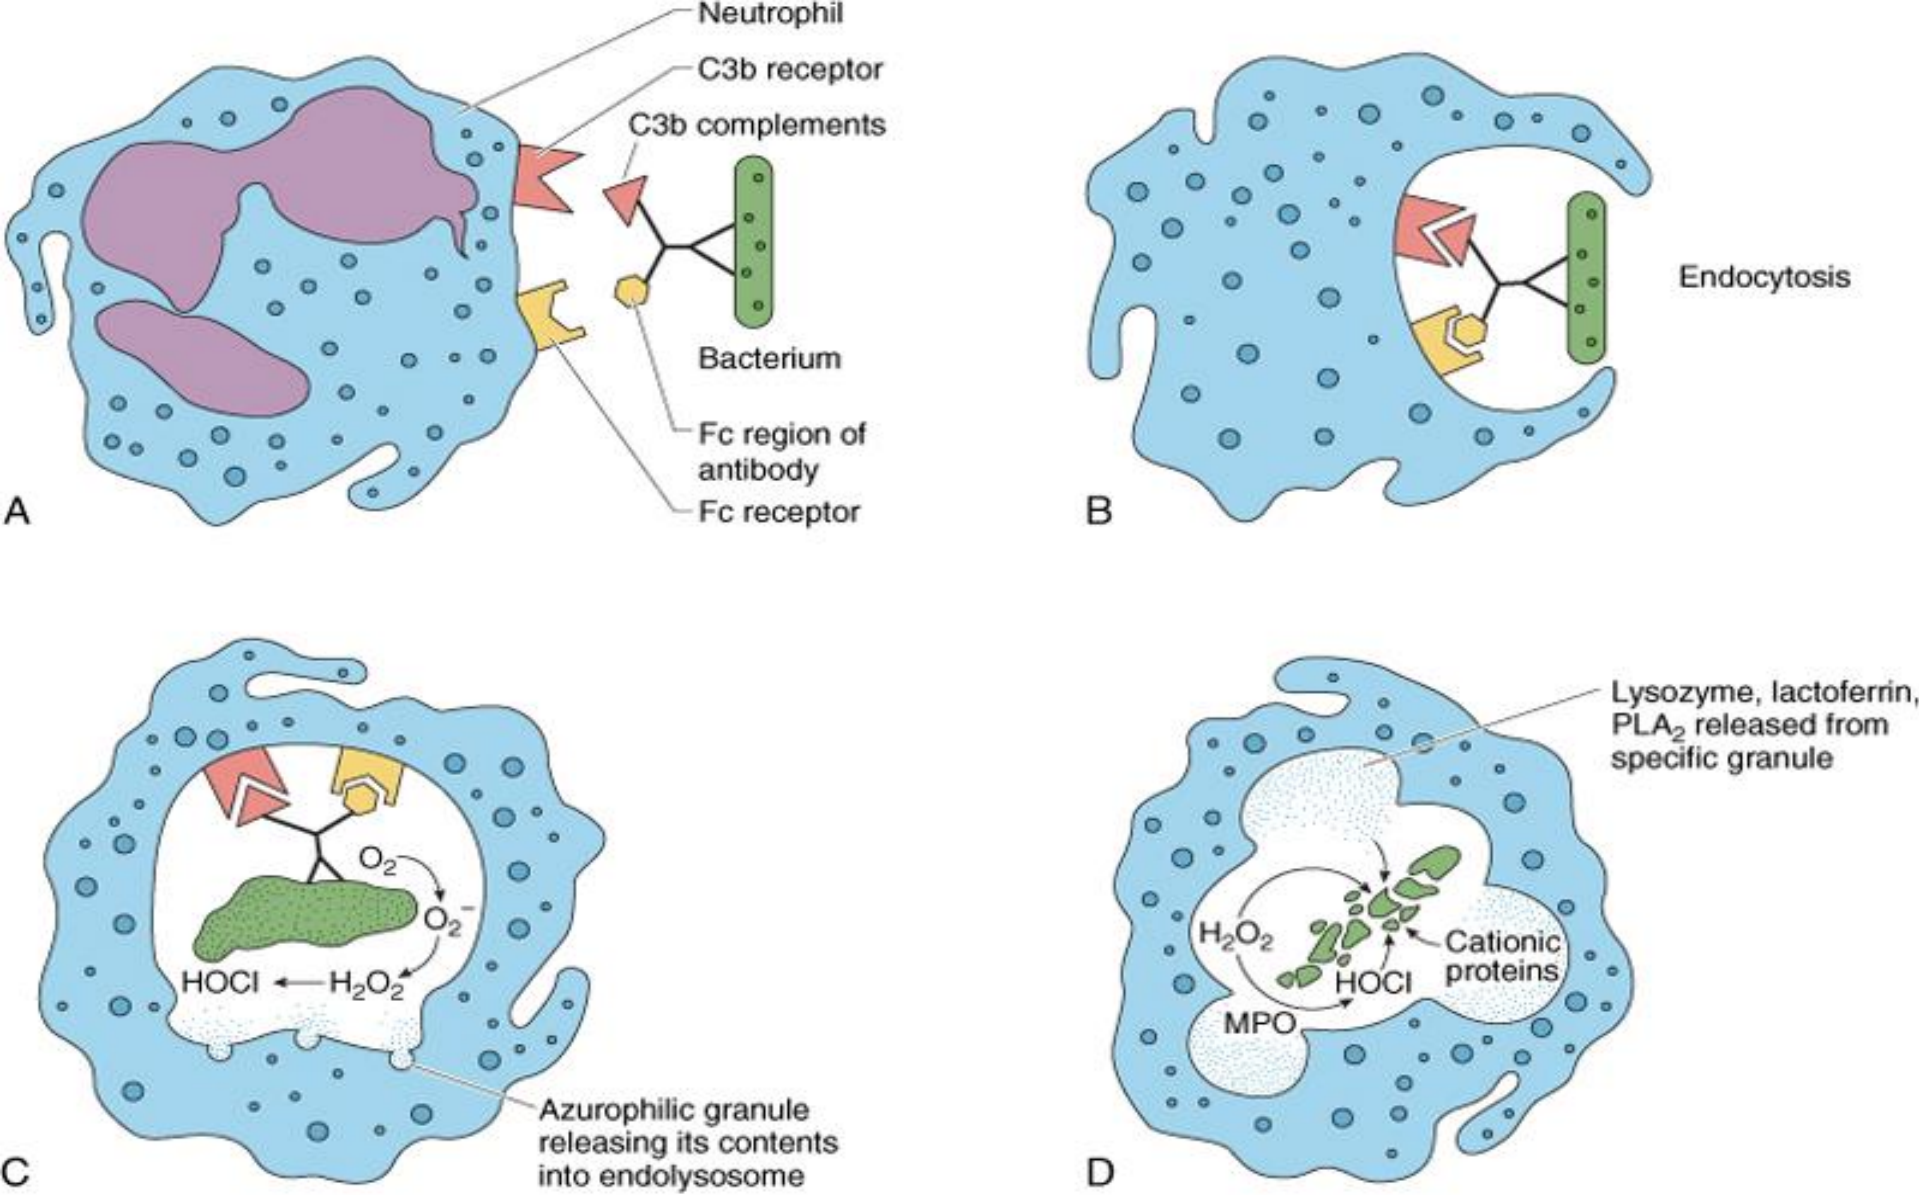 Neutrophil
C3b receptor
C3b complements
Bacterium
Fc region of
antibody
Fc receptor
A
Endocytosis
B
O₂
O₂⁻
HOCl
H₂O₂
Azurophilic granule
releasing its contents
into endolysosome
C
Lysozyme, lactoferrin,
PLA₂ released from
specific granule
H₂O₂
Cationic
proteins
HOCl
MPO
D